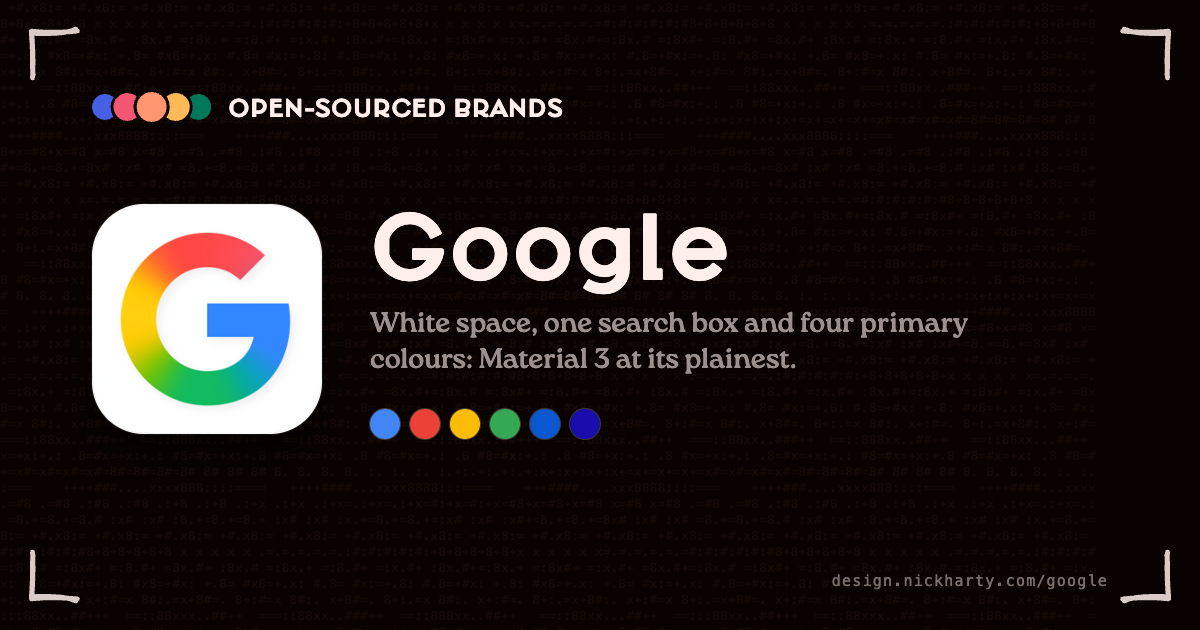 OPEN-SOURCED BRANDS
Google
White space, one search box and four primary
colours: Material 3 at its plainest.
design.nickharty.com/google